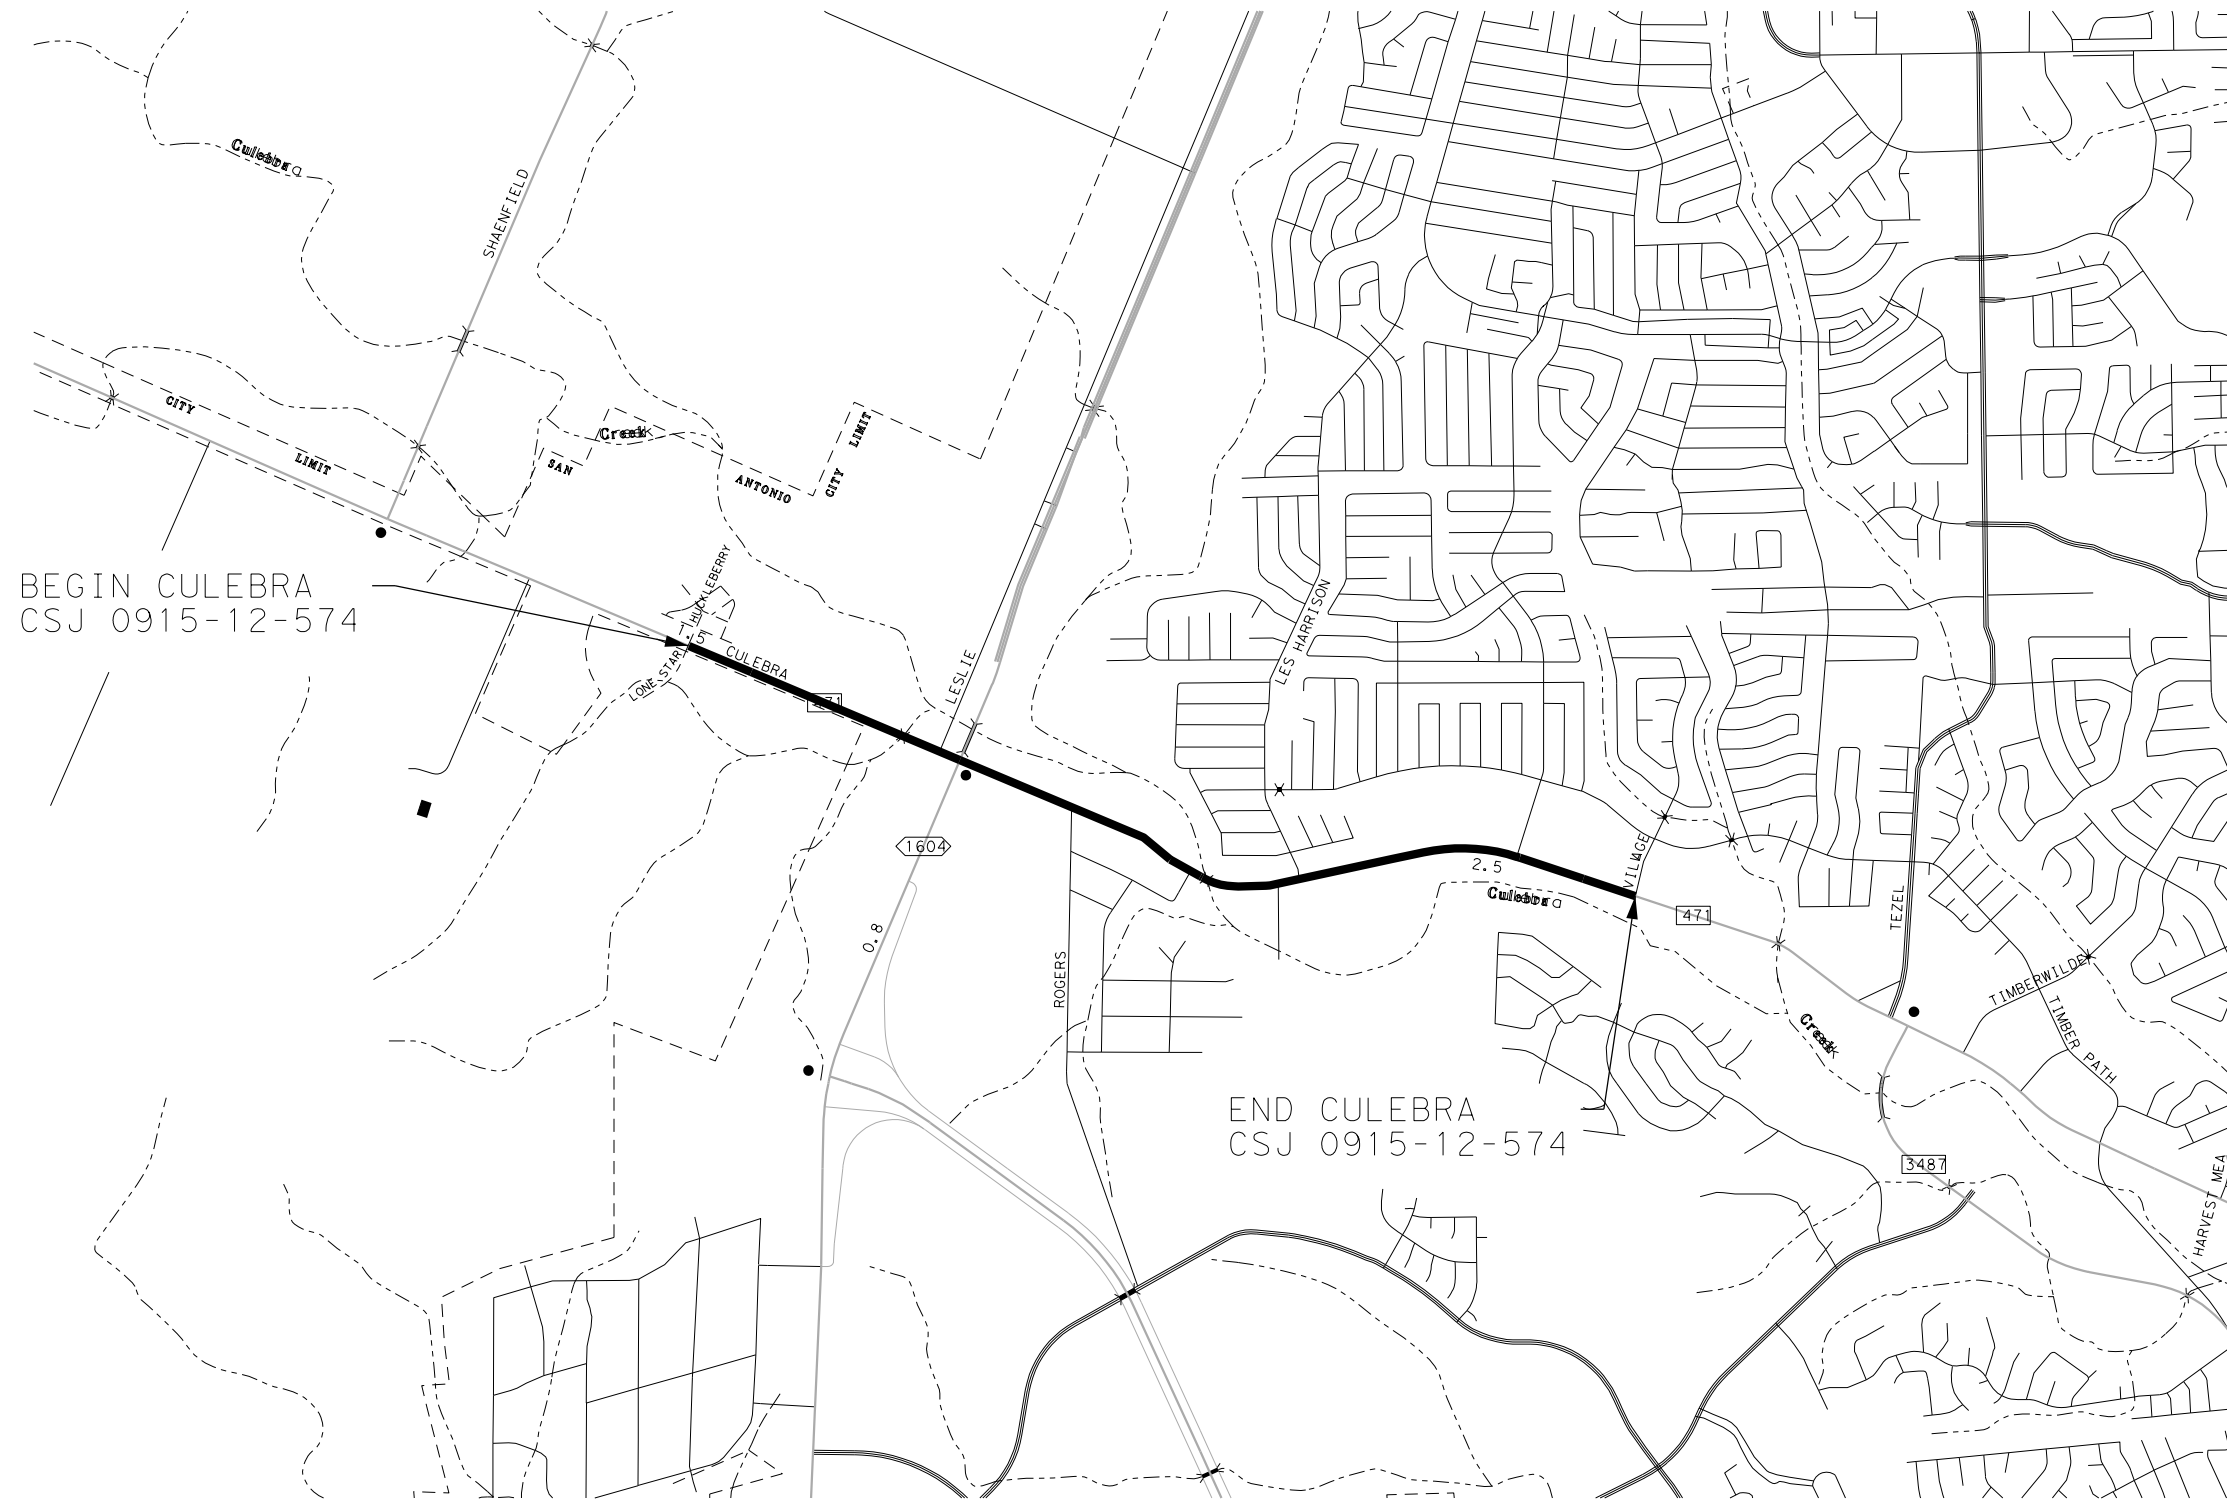 Culebra
SHAENFIELD
CITY
LIMIT
SAN
Creek
ANTONIO
CITY LIMIT
BEGIN CULEBRA
CSJ 0915-12-574
HUCKLEBERRY
LONE STAR
CULEBRA
LESLIE
LES HARRISON
1604
0.8
ROGERS
2.5
Culebra
VILLAGE
471
TEZEL
TIMBERWILDE
TIMBER PATH
Creek
END CULEBRA
CSJ 0915-12-574
3487
HARVEST MEA